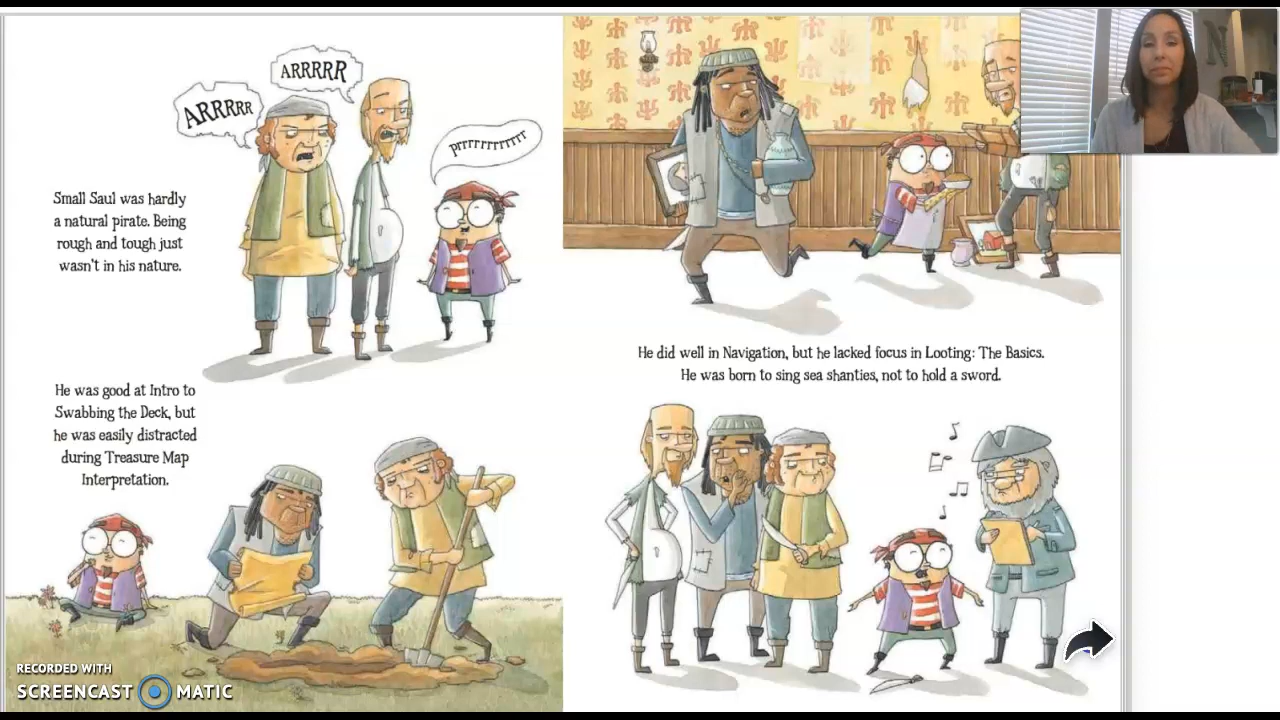 ARRRRR
ARRRRR
Prrrrrrrrrrrr
Small Saul was hardly
a natural pirate. Being
rough and tough just
wasn't in his nature.
He was good at Intro to
Swabbing the Deck, but
he was easily distracted
during Treasure Map
Interpretation.
He did well in Navigation, but he lacked focus in Looting: The Basics.
He was born to sing sea shanties, not to hold a sword.
N
RECORDED WITH
SCREENCAST MATIC